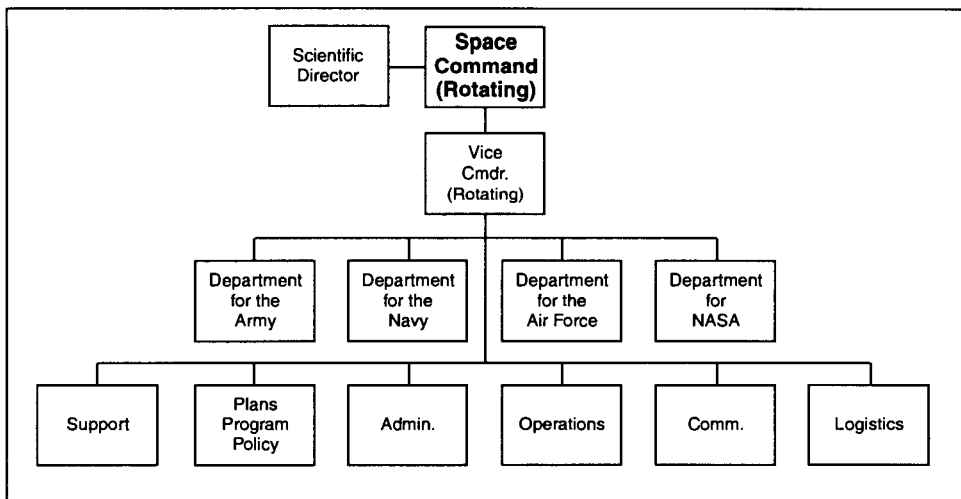 Scientific
Director
Space
Command
(Rotating)
Vice
Cmdr.
(Rotating)
Department
for the
Army
Department
for the
Navy
Department
for the
Air Force
Department
for
NASA
Support
Plans
Program
Policy
Admin.
Operations
Comm.
Logistics